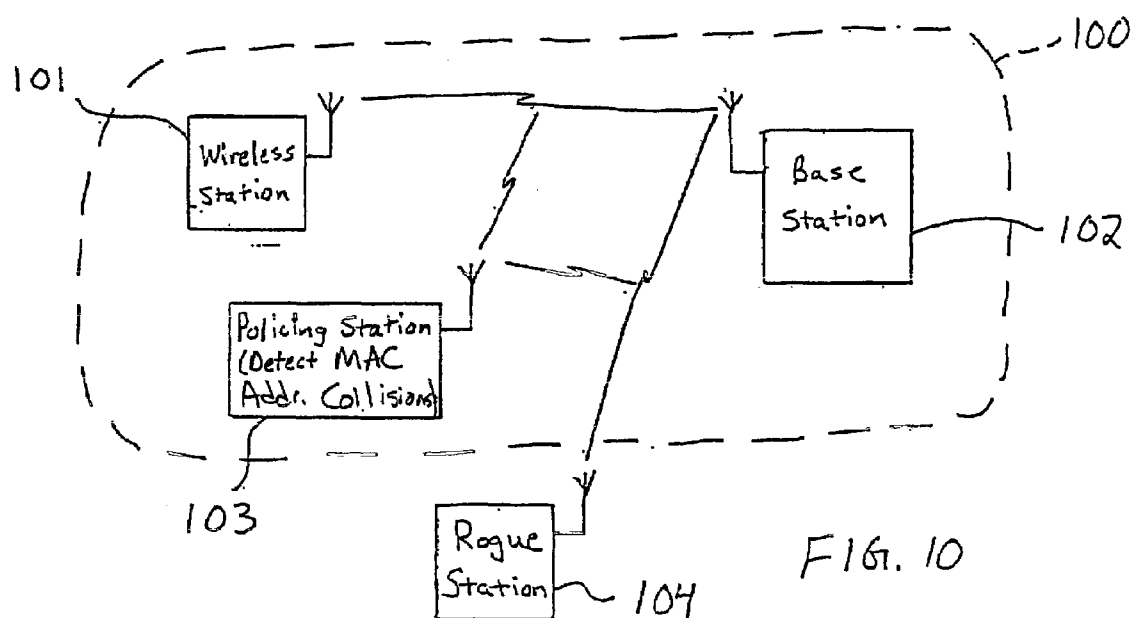 100
101
Wireless
Station
Base
Station
102
Policing Station
(Detect MAC
Addr. Collisions)
103
Rogue
Station
104
FIG. 10